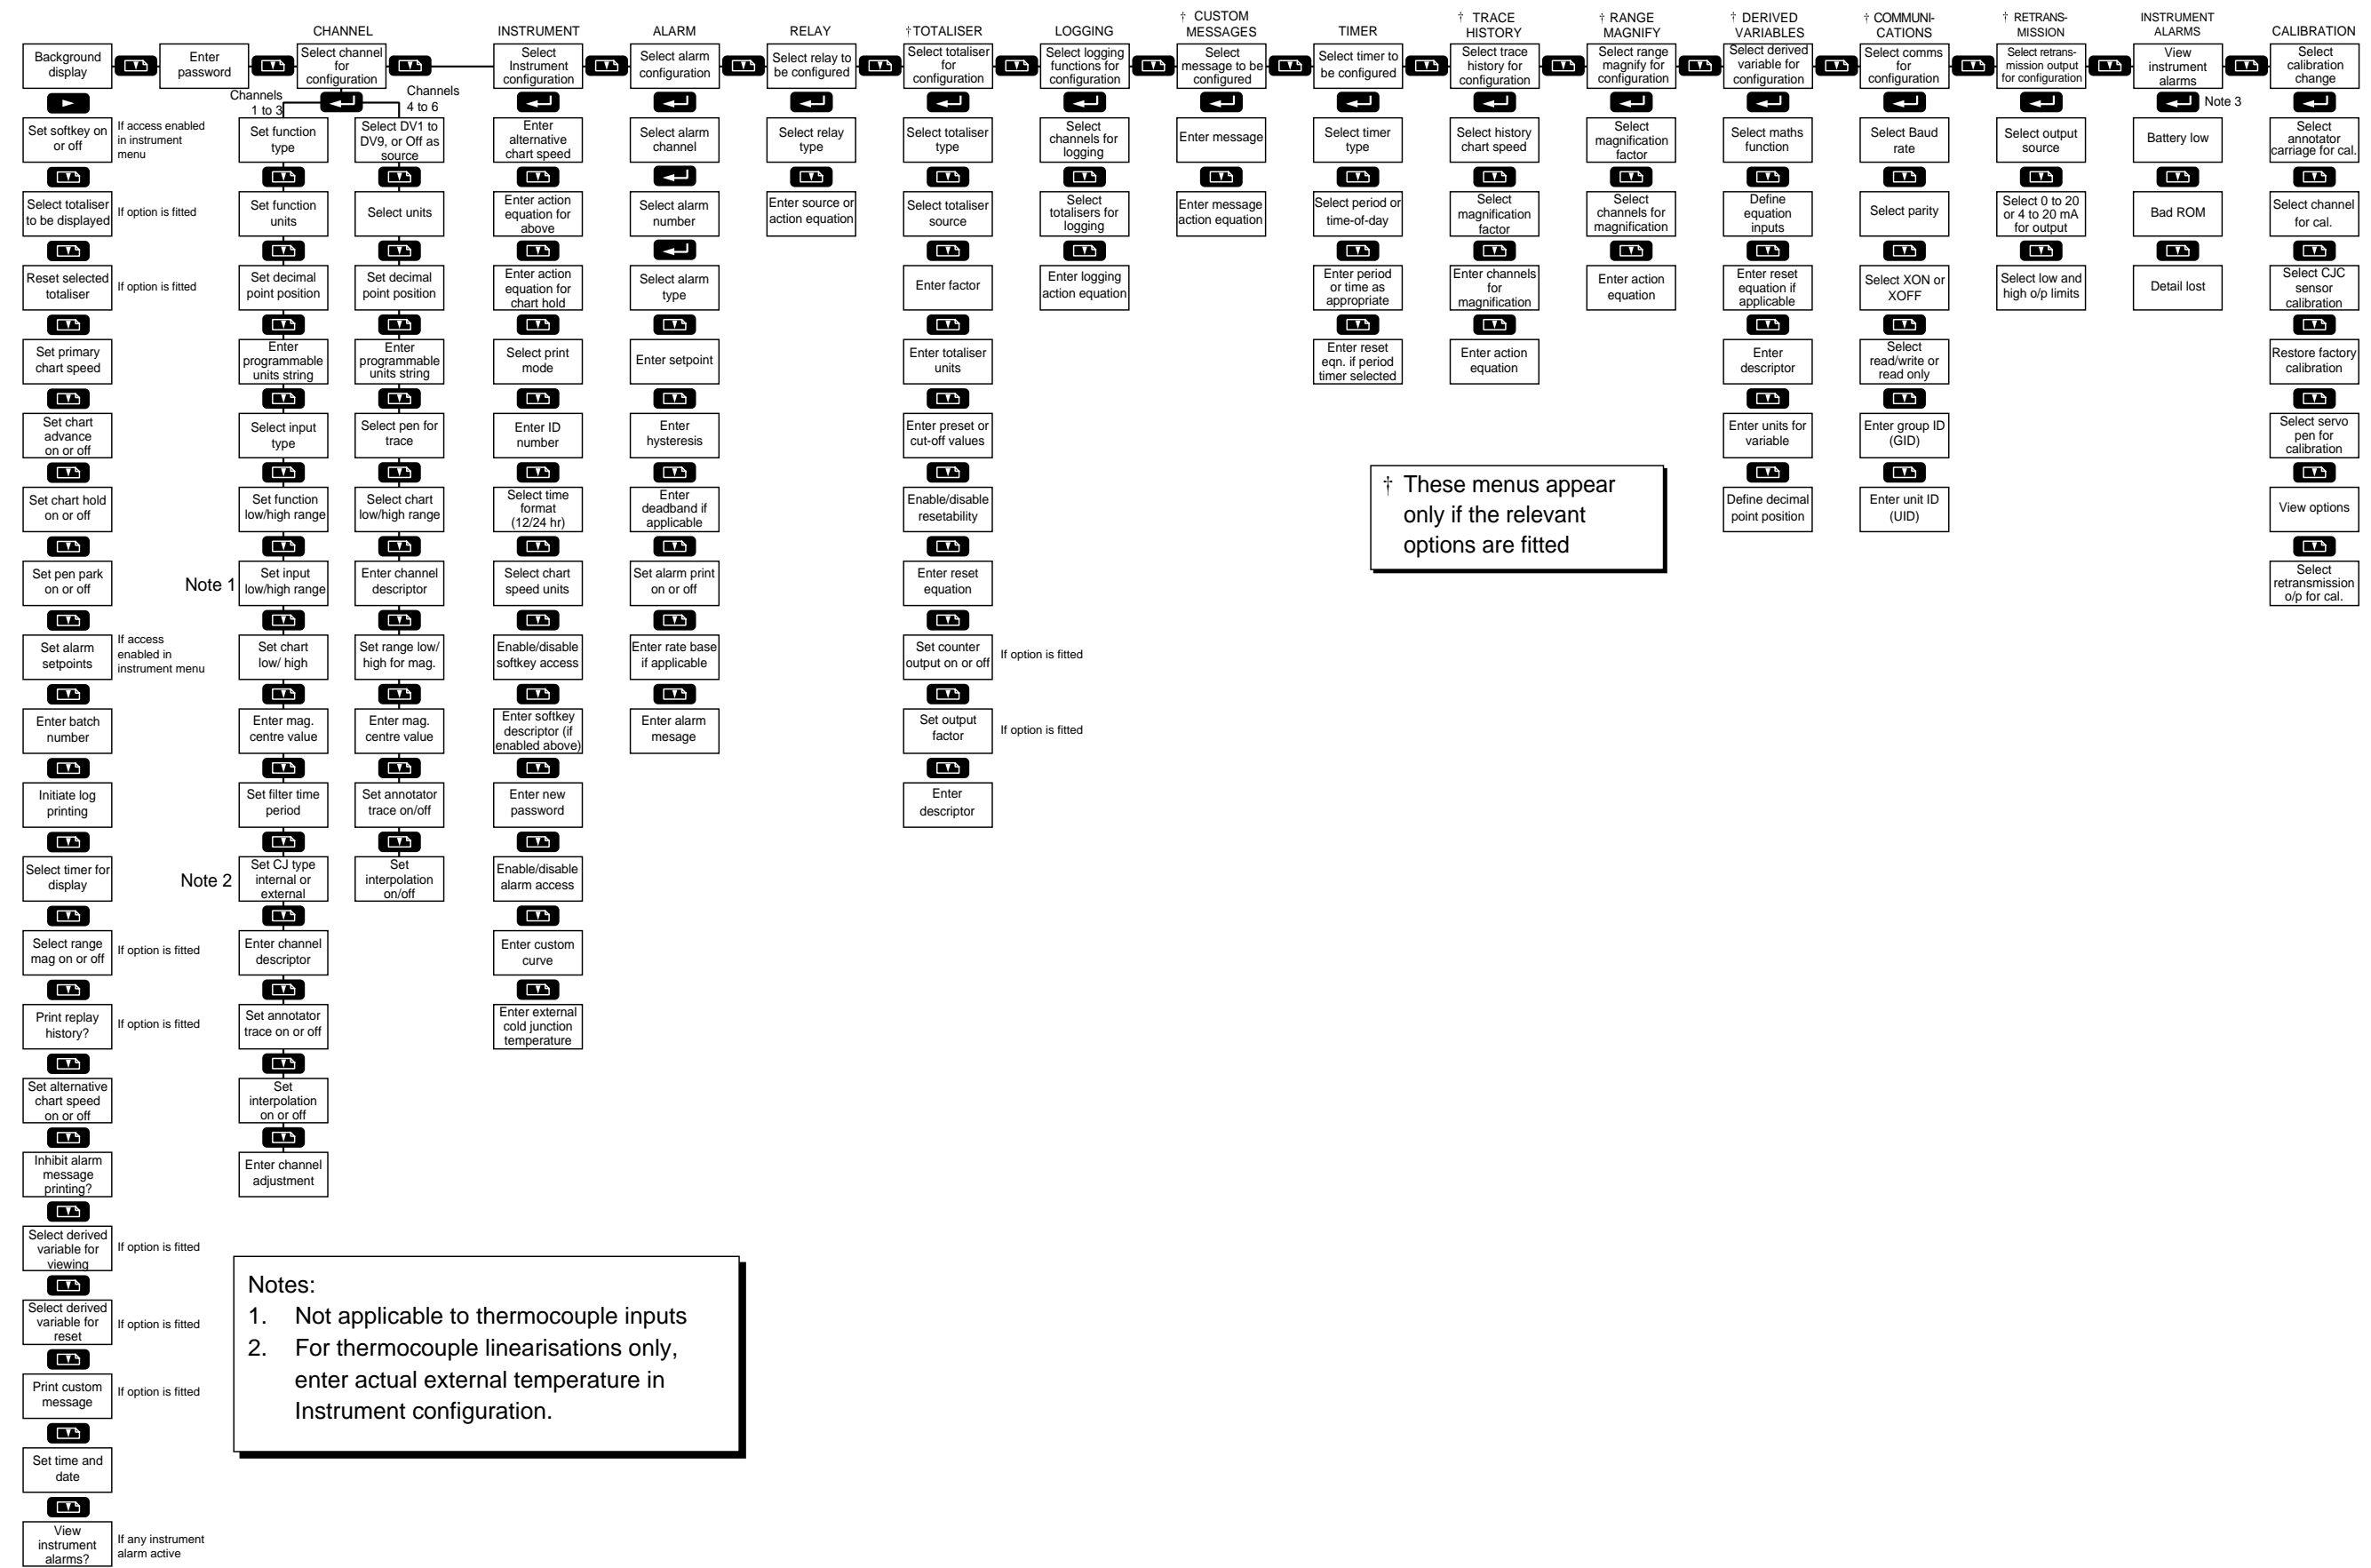 CHANNEL
INSTRUMENT
ALARM
RELAY
†TOTALISER
LOGGING
† CUSTOM
MESSAGES
TIMER
† TRACE
HISTORY
† RANGE
MAGNIFY
† DERIVED
VARIABLES
† COMMUNI-
CATIONS
† RETRANS-
MISSION
INSTRUMENT
ALARMS
CALIBRATION
Background
display
Enter
password
Select channel
for
configuration
Select
Instrument
configuration
Select alarm
configuration
Select relay to
be configured
Select totaliser
for
configuration
Select logging
functions for
configuration
Select
message to be
configured
Select timer to
be configured
Select trace
history for
configuration
Select range
magnify for
configuration
Select derived
variable for
configuration
Select comms
for
configuration
Select retrans-
mission output
for configuration
View
instrument
alarms
Select
calibration
change
Set softkey on
or off
If access enabled
in instrument
menu
Select totaliser
to be displayed
If option is fitted
Reset selected
totaliser
If option is fitted
Set primary
chart speed
Set chart
advance
on or off
Set chart hold
on or off
Set pen park
on or off
Set alarm
setpoints
If access
enabled in
instrument menu
Enter batch
number
Initiate log
printing
Select timer for
display
Select range
mag on or off
If option is fitted
Print replay
history?
If option is fitted
Set alternative
chart speed
on or off
Inhibit alarm
message
printing?
Select derived
variable for
viewing
If option is fitted
Select derived
variable for
reset
If option is fitted
Print custom
message
If option is fitted
Set time and
date
View
instrument
alarms?
If any instrument
alarm active
Channels
1 to 3
Set function
type
Set function
units
Set decimal
point position
Enter
programmable
units string
Select input
type
Set function
low/high range
Note 1
Set input
low/high range
Set chart
low/ high
Enter mag.
centre value
Set filter time
period
Note 2
Set CJ type
internal or
external
Enter channel
descriptor
Set annotator
trace on or off
Set
interpolation
on or off
Enter channel
adjustment
Channels
4 to 6
Select DV1 to
DV9, or Off as
source
Select units
Set decimal
point position
Enter
programmable
units string
Select pen for
trace
Select chart
low/high range
Enter channel
descriptor
Set range low/
high for mag.
Enter mag.
centre value
Set annotator
trace on/off
Set
interpolation
on/off
Enter
alternative
chart speed
Enter action
equation for
above
Enter action
equation for
chart hold
Select print
mode
Enter ID
number
Select time
format
(12/24 hr)
Select chart
speed units
Enable/disable
softkey access
Enter softkey
descriptor (if
enabled above)
Enter new
password
Enable/disable
alarm access
Enter custom
curve
Enter external
cold junction
temperature
Select alarm
channel
Select alarm
number
Select alarm
type
Enter setpoint
Enter
hysteresis
Enter
deadband if
applicable
Set alarm print
on or off
Enter rate base
if applicable
Enter alarm
mesage
Select relay
type
Enter source or
action equation
Select totaliser
type
Select totaliser
source
Enter factor
Enter totaliser
units
Enter preset or
cut-off values
Enable/disable
resetability
Enter reset
equation
Set counter
output on or off
If option is fitted
Set output
factor
If option is fitted
Enter
descriptor
Select
channels for
logging
Select
totalisers for
logging
Enter logging
action equation
Enter message
Enter message
action equation
Select timer
type
Select period or
time-of-day
Enter period
or time as
appropriate
Enter reset
eqn. if period
timer selected
Select history
chart speed
Select
magnification
factor
Enter channels
for
magnification
Enter action
equation
Select
magnification
factor
Select
channels for
magnification
Enter action
equation
Select maths
function
Define
equation
inputs
Enter reset
equation if
applicable
Enter
descriptor
Enter units for
variable
Define decimal
point position
Select Baud
rate
Select parity
Select XON or
XOFF
Select
read/write or
read only
Enter group ID
(GID)
Enter unit ID
(UID)
Select output
source
Select 0 to 20
or 4 to 20 mA
for output
Select low and
high o/p limits
Note 3
Battery low
Bad ROM
Detail lost
Select
annotator
carriage for cal.
Select channel
for cal.
Select CJC
sensor
calibration
Restore factory
calibration
Select servo
pen for
calibration
View options
Select
retransmission
o/p for cal.
† These menus appear
only if the relevant
options are fitted
Notes:
1. Not applicable to thermocouple inputs
2. For thermocouple linearisations only,
enter actual external temperature in
Instrument configuration.